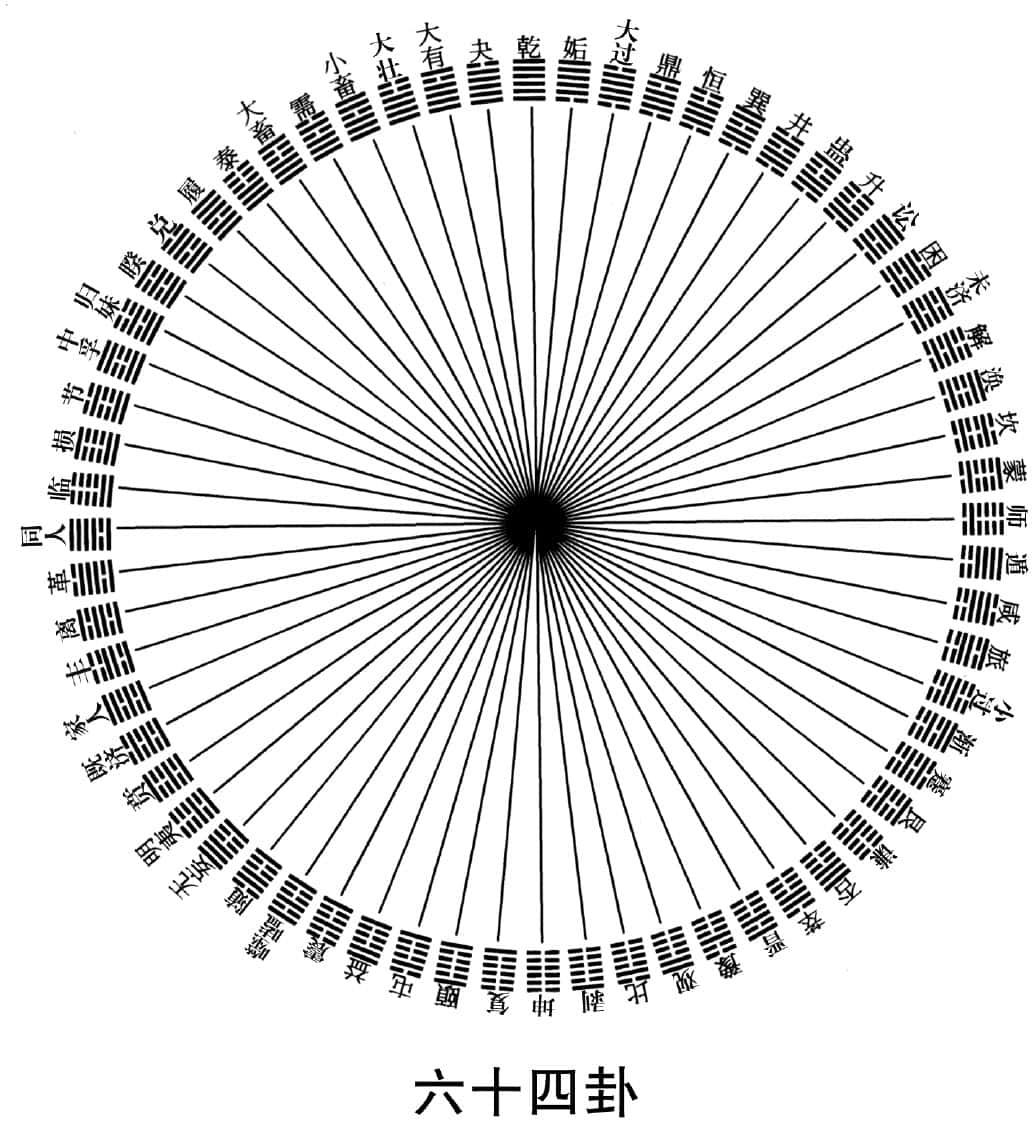 乾
姤
大过
鼎
恒
巽
井
蛊
升
讼
困
未济
解
涣
坎
蒙
师
遁
咸
旅
小过
渐
蹇
艮
谦
否
萃
晋
豫
观
比
剥
坤
复
颐
屯
益
震
噬嗑
随
无妄
明夷
贲
既济
家人
丰
离
革
同人
临
损
节
中孚
归妹
睽
兑
履
泰
大畜
需
小畜
大壮
大有
夬
六十四卦